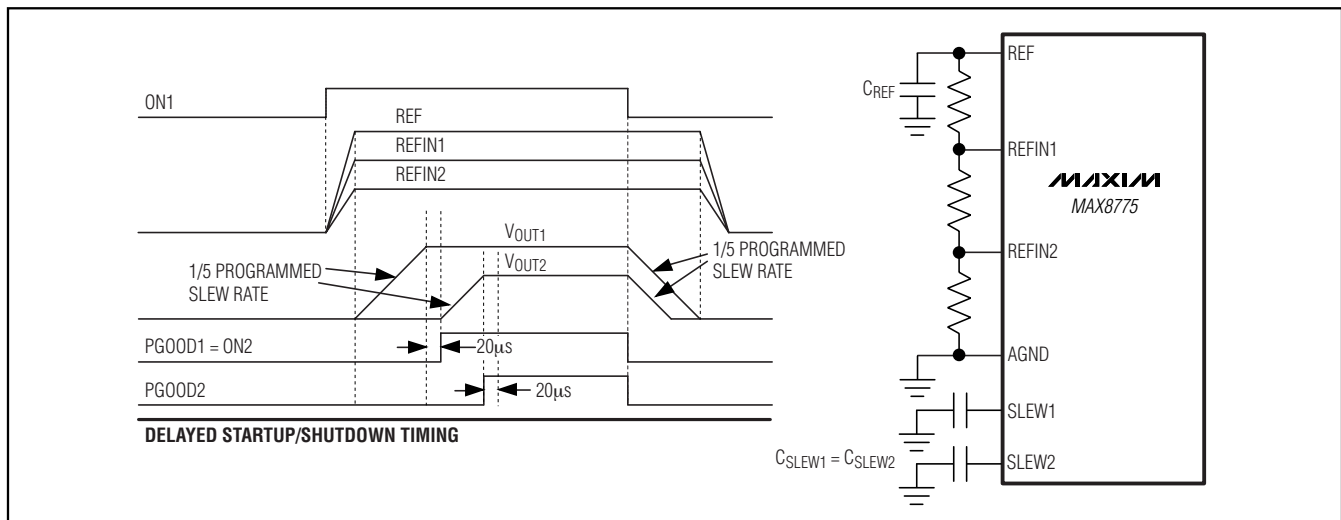 ON1
REF
REFIN1
REFIN2
VOUT1
VOUT2
1/5 PROGRAMMED
SLEW RATE
1/5 PROGRAMMED
SLEW RATE
PGOOD1 = ON2
20μs
PGOOD2
20μs
DELAYED STARTUP/SHUTDOWN TIMING
CREF
REF
REFIN1
MAXIM
MAX8775
REFIN2
AGND
SLEW1
CSLEW1 = CSLEW2
SLEW2